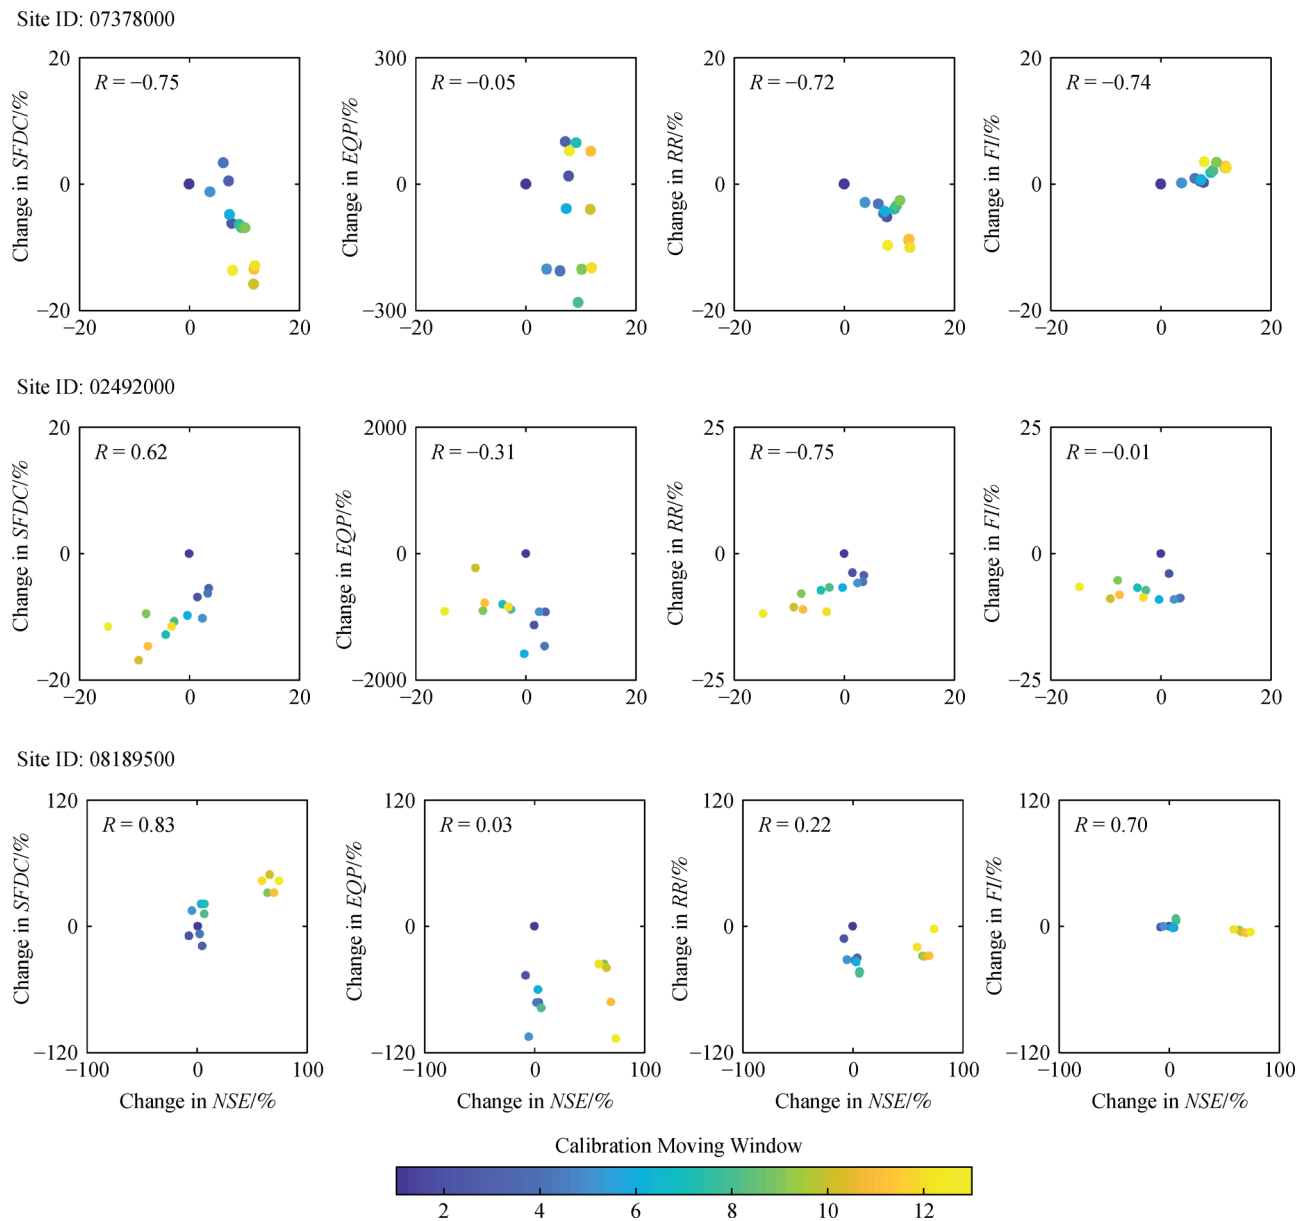 Site ID: 07378000
20
R = −0.75
Change in SFDC/%
0
−20
−20
0
20
300
R = −0.05
Change in EQP/%
0
−300
−20
0
20
20
R = −0.72
Change in RR/%
0
−20
−20
0
20
20
R = −0.74
Change in FI/%
0
−20
−20
0
20
Site ID: 02492000
20
R = 0.62
Change in SFDC/%
0
−20
−20
0
20
2000
R = −0.31
Change in EQP/%
0
−2000
−20
0
20
25
R = −0.75
Change in RR/%
0
−25
−20
0
20
25
R = −0.01
Change in FI/%
0
−25
−20
0
20
Site ID: 08189500
120
R = 0.83
Change in SFDC/%
0
−120
−100
0
100
Change in NSE/%
120
R = 0.03
Change in EQP/%
0
−120
−100
0
100
Change in NSE/%
120
R = 0.22
Change in RR/%
0
−120
−100
0
100
Change in NSE/%
120
R = 0.70
Change in FI/%
0
−120
−100
0
100
Change in NSE/%
Calibration Moving Window
2
4
6
8
10
12